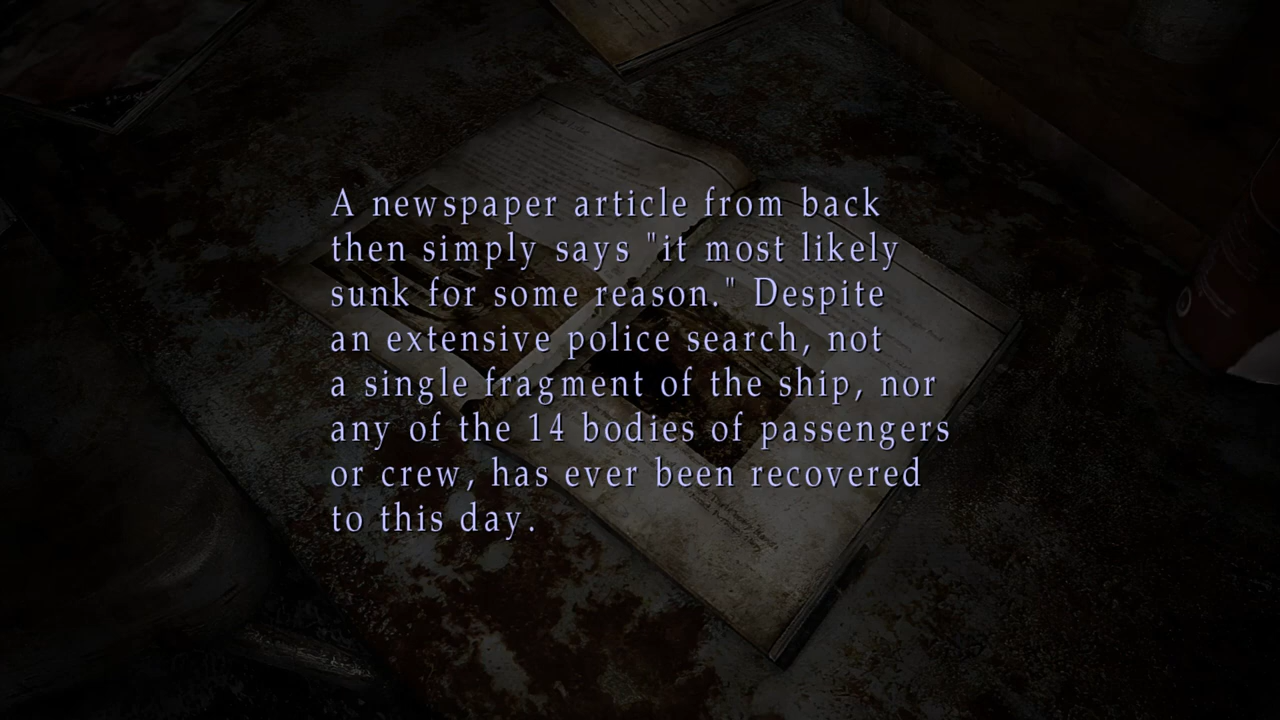 A newspaper article from back
then simply says "it most likely
sunk for some reason." Despite
an extensive police search, not
a single fragment of the ship, nor
any of the 14 bodies of passengers
or crew, has ever been recovered
to this day.